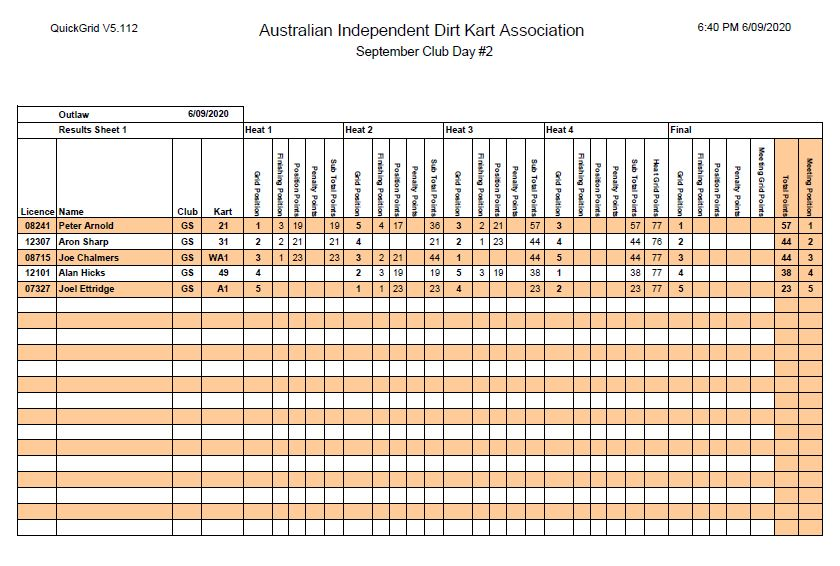 QuickGrid V5.112 Australian Independent Dirt Kart Association 6:40 PM 6/09/2020
September Club Day #2
Outlaw 6/09/2020
Results Sheet 1 Heat 1 Heat 2 Heat 3 Heat 4 Final
Licence Name Club Kart Grid Position Finishing Position Position Points Penalty Points Sub Total Points Grid Position Finishing Position Position Points Penalty Points Sub Total Points Grid Position Finishing Position Position Points Penalty Points Sub Total Points Grid Position Finishing Position Position Points Penalty Points Sub Total Points Heat Grid Points Grid Position Finishing Position Position Points Penalty Points Meeting Grid Points Total Points Meeting Position
08241 Peter Arnold GS 21 1 3 19 19 5 4 17 36 3 2 21 57 3 57 77 1 57 1
12307 Aron Sharp GS 31 2 2 21 21 4 21 2 1 23 44 4 44 76 2 44 2
08715 Joe Chalmers GS WA1 3 1 23 23 3 2 21 44 1 44 5 44 77 3 44 3
12101 Alan Hicks GS 49 4 2 3 19 19 5 3 19 38 1 38 77 4 38 4
07327 Joel Ettridge GS A1 5 1 1 23 23 4 23 2 23 77 5 23 5